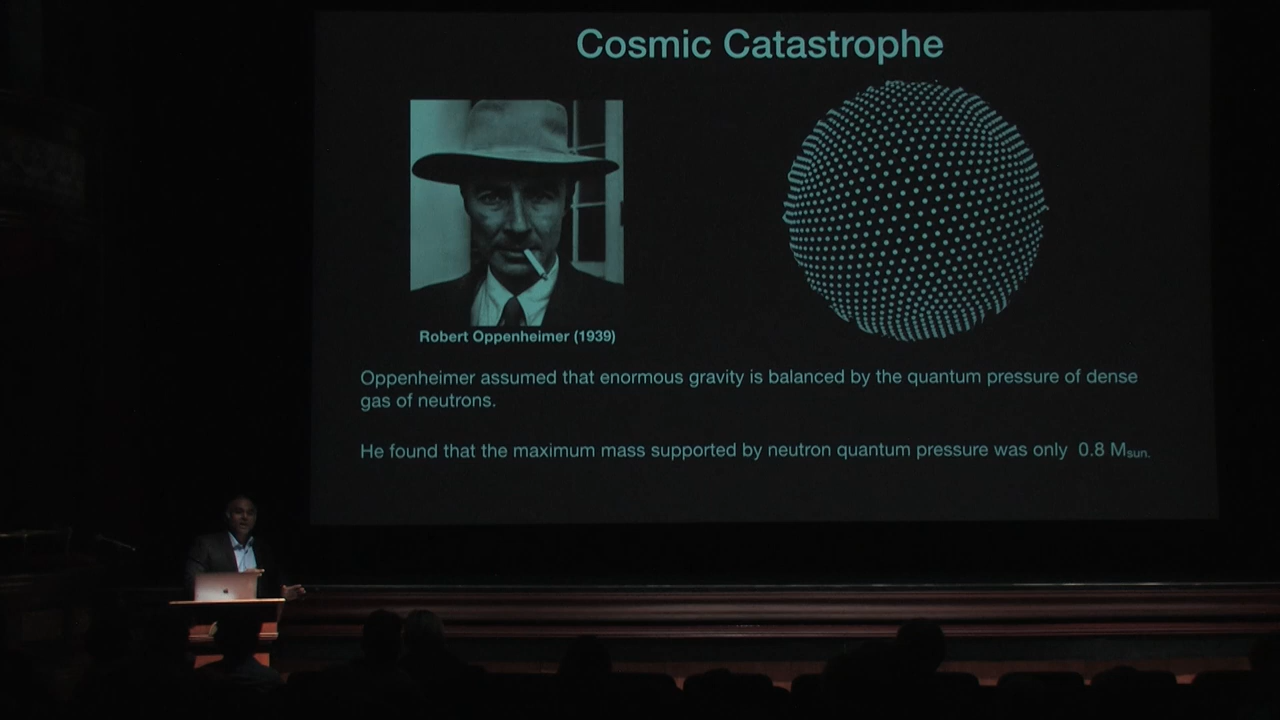 Cosmic Catastrophe
Robert Oppenheimer (1939)
Oppenheimer assumed that enormous gravity is balanced by the quantum pressure of dense
gas of neutrons.
He found that the maximum mass supported by neutron quantum pressure was only 0.8 Msun.